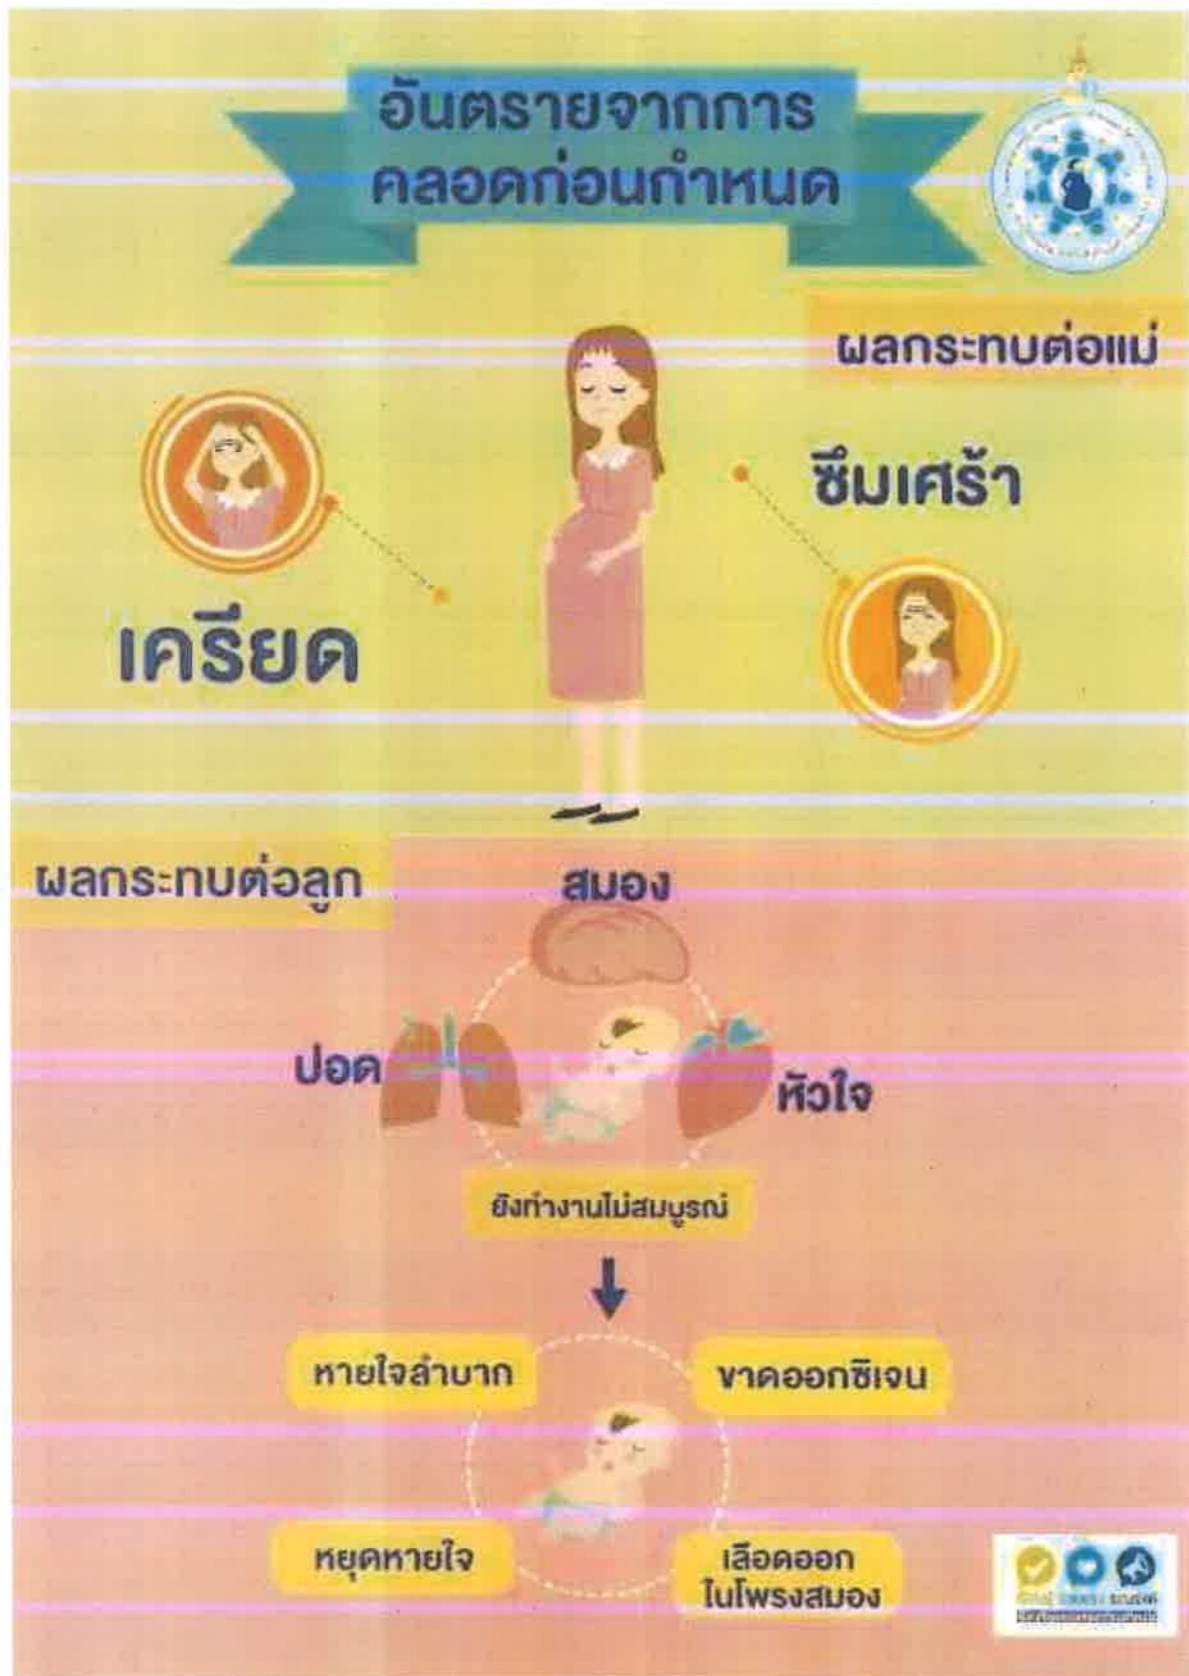 อันตรายจากการ
คลอดก่อนกำหนด
ผลกระทบต่อแม่
ซึมเศร้า
เครียด
ผลกระทบต่อลูก
สมอง
ปอด
หัวใจ
ยังทำงานไม่สมบูรณ์
หายใจลำบาก
ขาดออกซิเจน
หยุดหายใจ
เลือดออก
ในโพรงสมอง